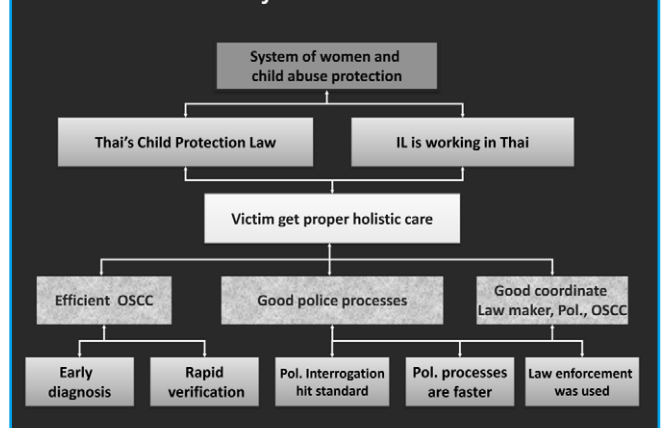 System of women and
child abuse protection
Thai's Child Protection Law
IL is working in Thai
Victim get proper holistic care
Efficient OSCC
Good police processes
Good coordinate
Law maker, Pol., OSCC
Early
diagnosis
Rapid
verification
Pol. Interrogation
hit standard
Pol. processes
are faster
Law enforcement
was used